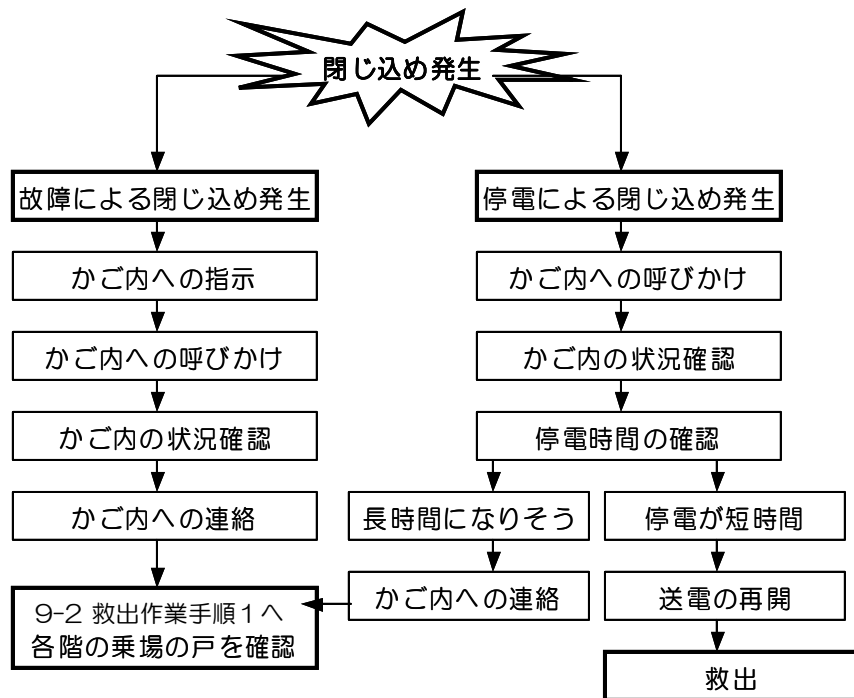 閉じ込め発生
故障による閉じ込め発生
かご内への指示
かご内への呼びかけ
かご内の状況確認
かご内への連絡
9-2 救出作業手順1へ
各階の乗場の戸を確認
停電による閉じ込め発生
かご内への呼びかけ
かご内の状況確認
停電時間の確認
長時間になりそう
かご内への連絡
停電が短時間
送電の再開
救出